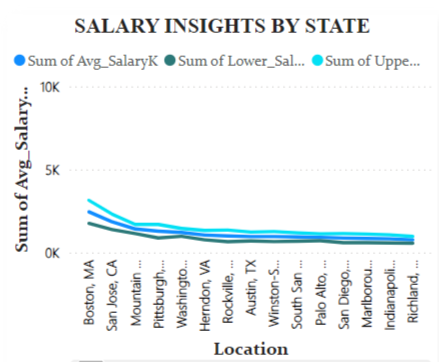 SALARY INSIGHTS BY STATE
Sum of Avg_SalaryK Sum of Lower_Sal... Sum of Uppe...
Sum of Avg_Salary...
10K
5K
0K
Boston, MA
San Jose, CA
Mountain ...
Pittsburgh,...
Washingto...
Herndon, VA
Rockville, ...
Austin, TX
Winston-S...
South San ...
Palo Alto, ...
San Diego...
Marlborou...
Indianapoli...
Richland, ...
Location